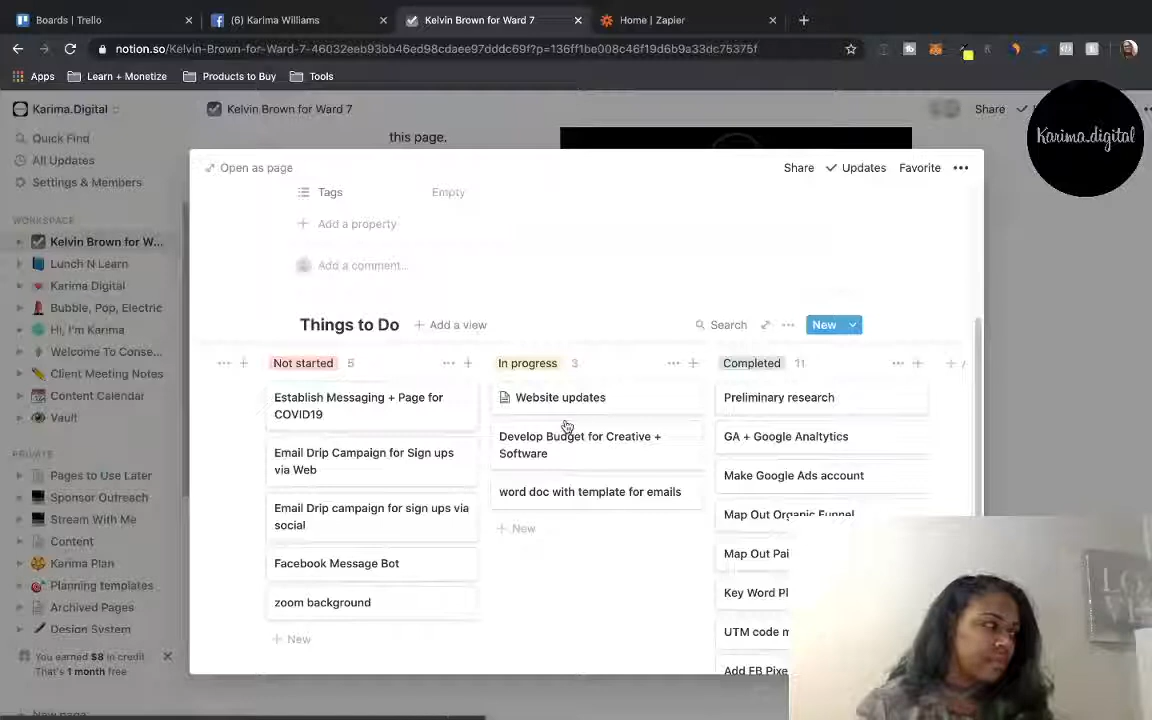 Boards | Trello
(6) Karima Williams
Kelvin Brown for Ward 7
Home | Zapier
notion.so/Kelvin-Brown-for-Ward-7-46032eeb93bb46ed98cdaee97dddc69f?p=136ff1be008c46f19d6b9a33dc75375f
Apps
Learn + Monetize
Products to Buy
Tools
Karima.Digital
Kelvin Brown for Ward 7
Share
Karima.digital
Quick Find
All Updates
Settings & Members
WORKSPACE
Kelvin Brown for W...
Lunch N Learn
Karima Digital
Bubble, Pop, Electric
Hi, I'm Karima
Welcome To Conse...
Client Meeting Notes
Content Calendar
Vault
PRIVATE
Pages to Use Later
Sponsor Outreach
Stream With Me
Content
Karima Plan
Planning templates
Archived Pages
Design System
You earned $8 in credit
That's 1 month free
New page
this page.
Open as page
Share
Updates
Favorite
Tags
Empty
Add a property
Add a comment...
Things to Do
Add a view
Search
New
Not started 5
Establish Messaging + Page for
COVID19
Email Drip Campaign for Sign ups
via Web
Email Drip campaign for sign ups via
social
Facebook Message Bot
zoom background
New
In progress 3
Website updates
Develop Budget for Creative +
Software
word doc with template for emails
New
Completed 11
Preliminary research
GA + Google Analtytics
Make Google Ads account
Map Out Organic Funnel
Map Out Pai
Key Word Pl
UTM code m
Add FB Pixe